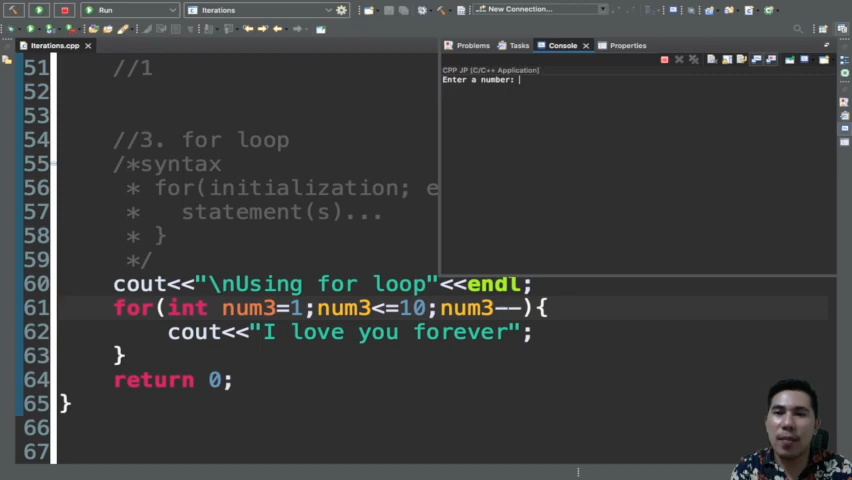 Run
Iterations
New Connection...
Iterations.cpp
Problems
Tasks
Console
Properties
CPP JP [C/C++ Application]
Enter a number:
51 //1
52
53
54 //3. for loop
55 /*syntax
56 * for(initialization; e
57 * statement(s)...
58 * }
59 */
60 cout<<"\nUsing for loop"<<endl;
61 for(int num3=1;num3<=10;num3--){
62 cout<<"I love you forever";
63 }
64 return 0;
65 }
66
67